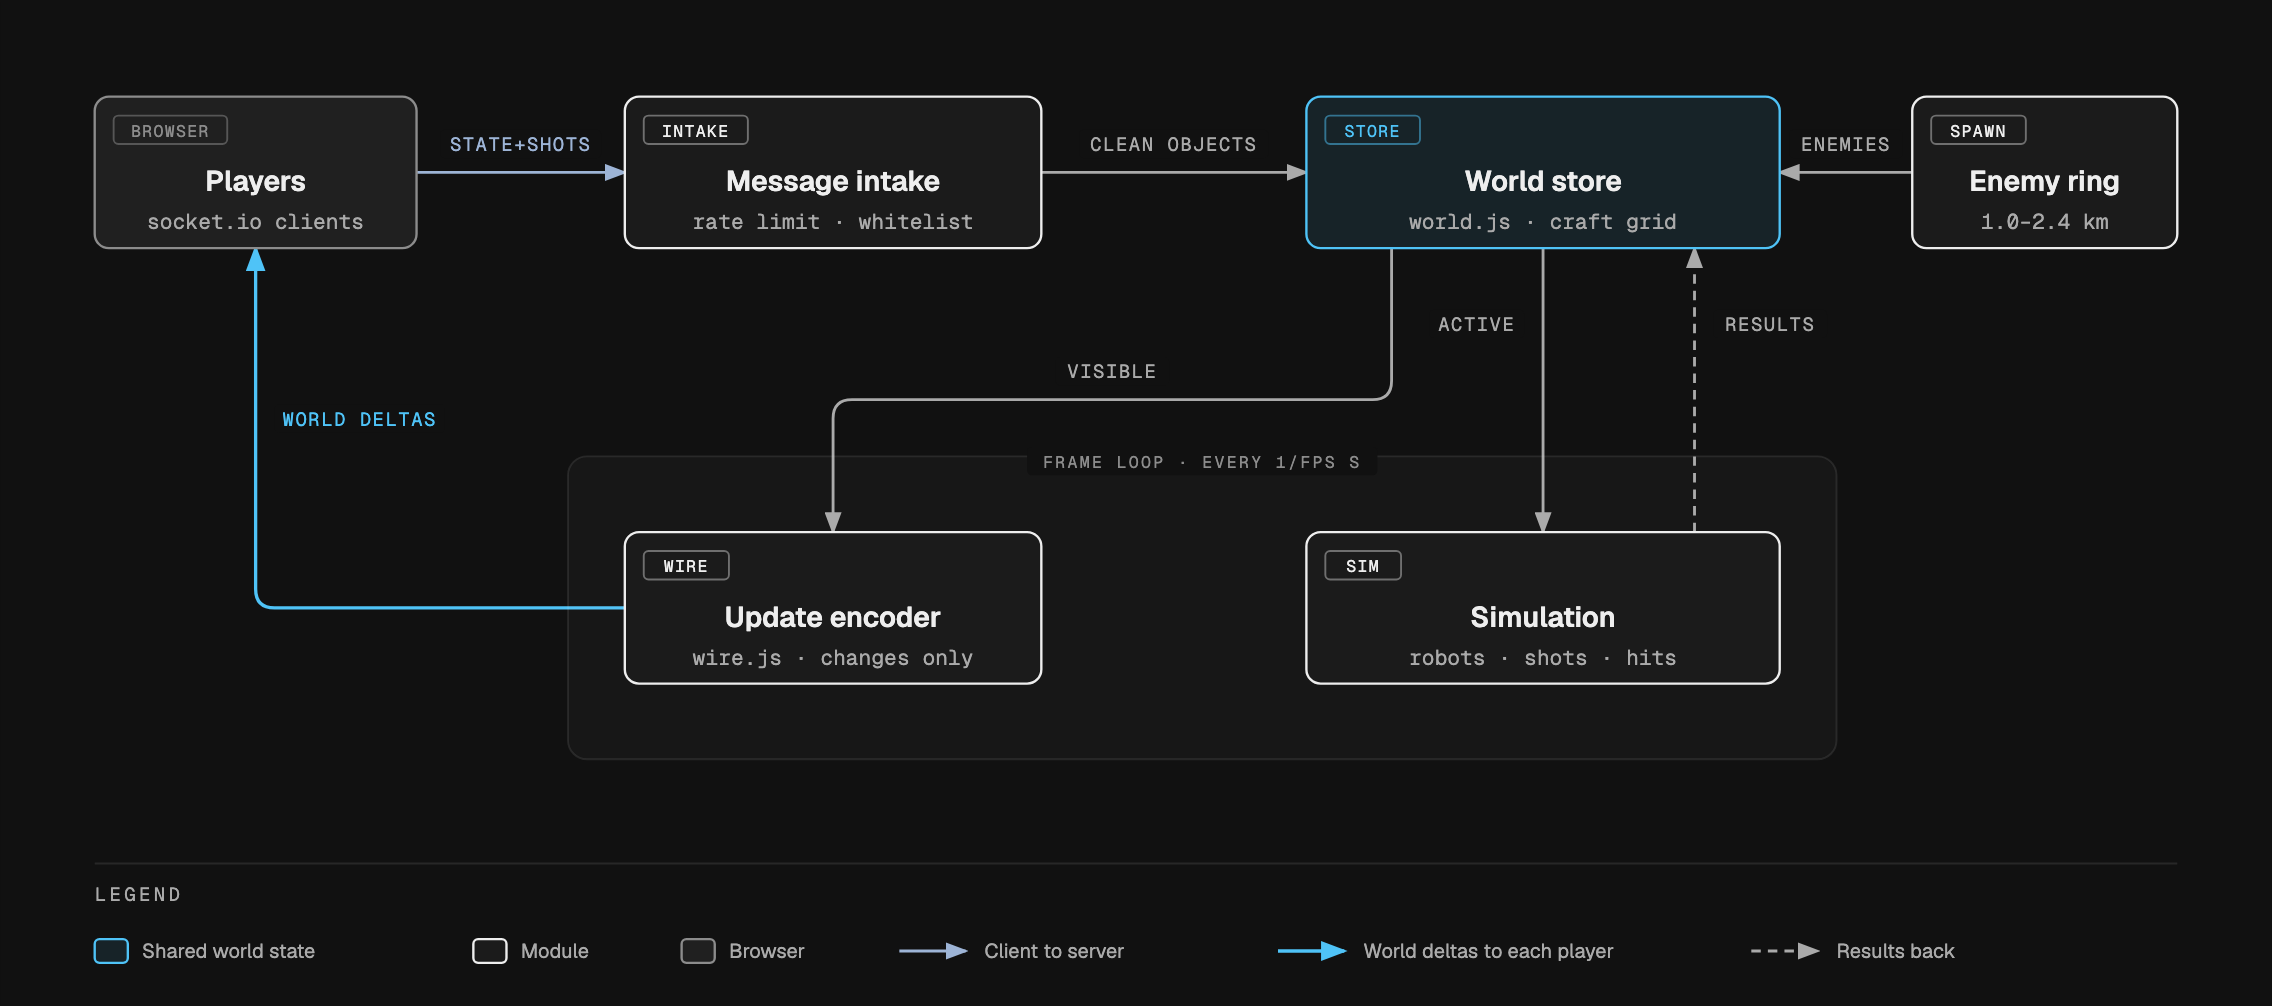 BROWSER
Players
socket.io clients
STATE+SHOTS
INTAKE
Message intake
rate limit · whitelist
CLEAN OBJECTS
STORE
World store
world.js · craft grid
ENEMIES
SPAWN
Enemy ring
1.0–2.4 km
ACTIVE
RESULTS
VISIBLE
WORLD DELTAS
FRAME LOOP · EVERY 1/FPS S
WIRE
Update encoder
wire.js · changes only
SIM
Simulation
robots · shots · hits
LEGEND
Shared world state
Module
Browser
Client to server
World deltas to each player
Results back